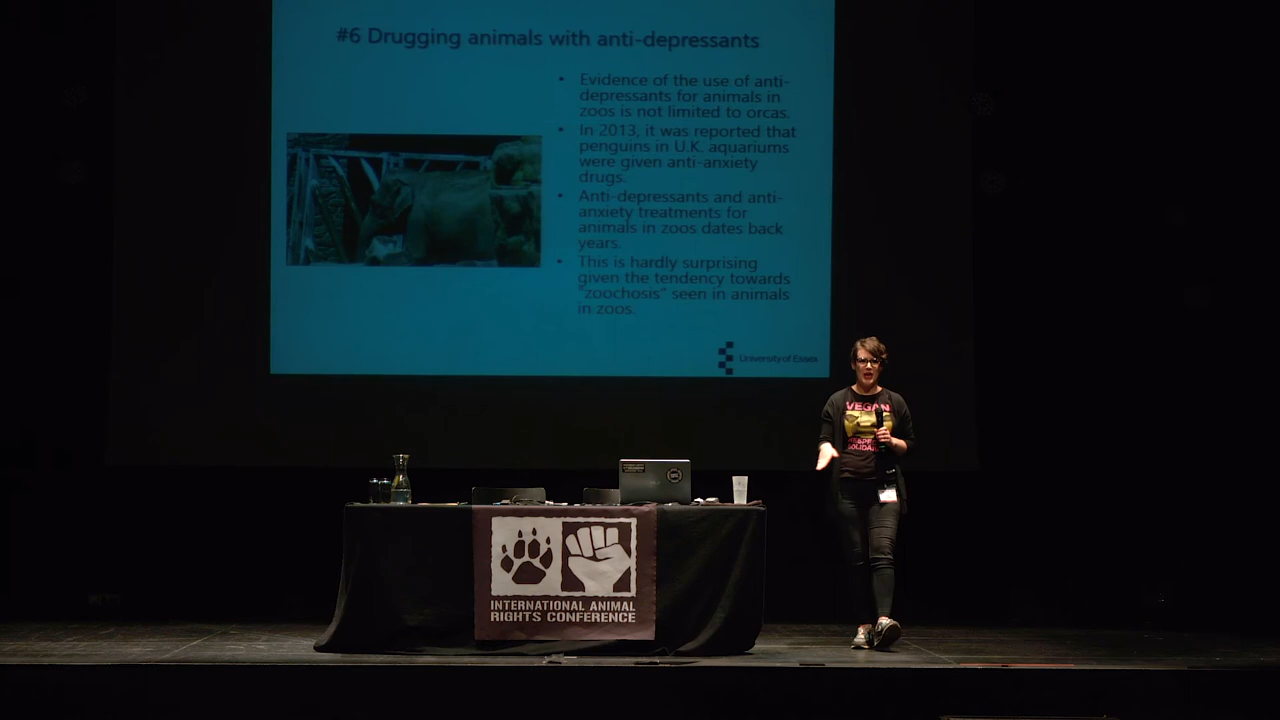 #6 Drugging animals with anti-depressants
• Evidence of the use of anti-
depressants for animals in
zoos is not limited to orcas.
• In 2013, it was reported that
penguins in U.K. aquariums
were given anti-anxiety
drugs.
• Anti-depressants and anti-
anxiety treatments for
animals in zoos dates back
years.
• This is hardly surprising
given the tendency towards
"zoochosis" seen in animals
in zoos.
University of Essex
VEGAN
INTERNATIONAL ANIMAL
RIGHTS CONFERENCE